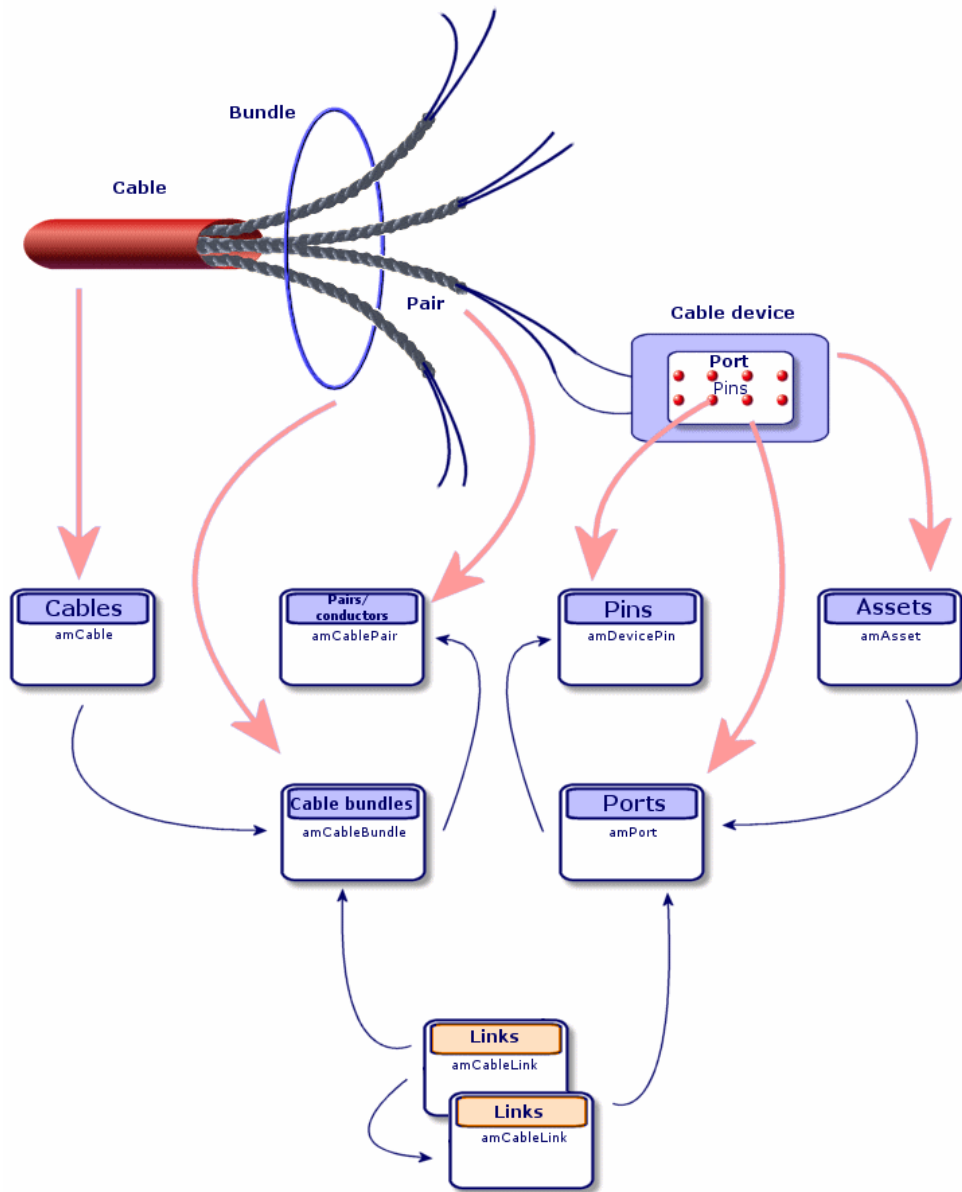 Bundle
Cable
Pair
Cable device
Port
Pins
Cables
amCable
Pairs/
conductors
amCablePair
Pins
amDevicePin
Assets
amAsset
Cable bundles
amCableBundle
Ports
amPort
Links
amCableLink
Links
amCableLink